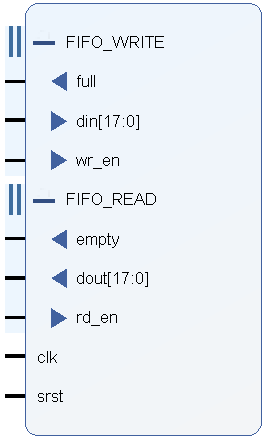 FIFO_WRITE
full
din[17:0]
wr_en
FIFO_READ
empty
dout[17:0]
rd_en
clk
srst